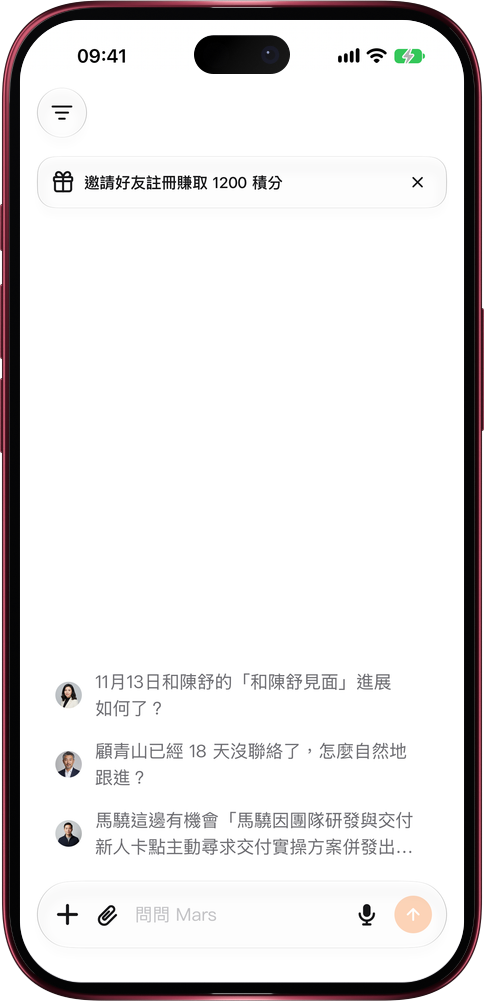 09:41
邀請好友註冊賺取 1200 積分
11月13日和陳舒的「和陳舒見面」進展
如何了？
顧青山已經 18 天沒聯絡了，怎麼自然地
跟進？
馬驍這邊有機會「馬驍因團隊研發與交付
新人卡點主動尋求交付實操方案併發出...
問問 Mars